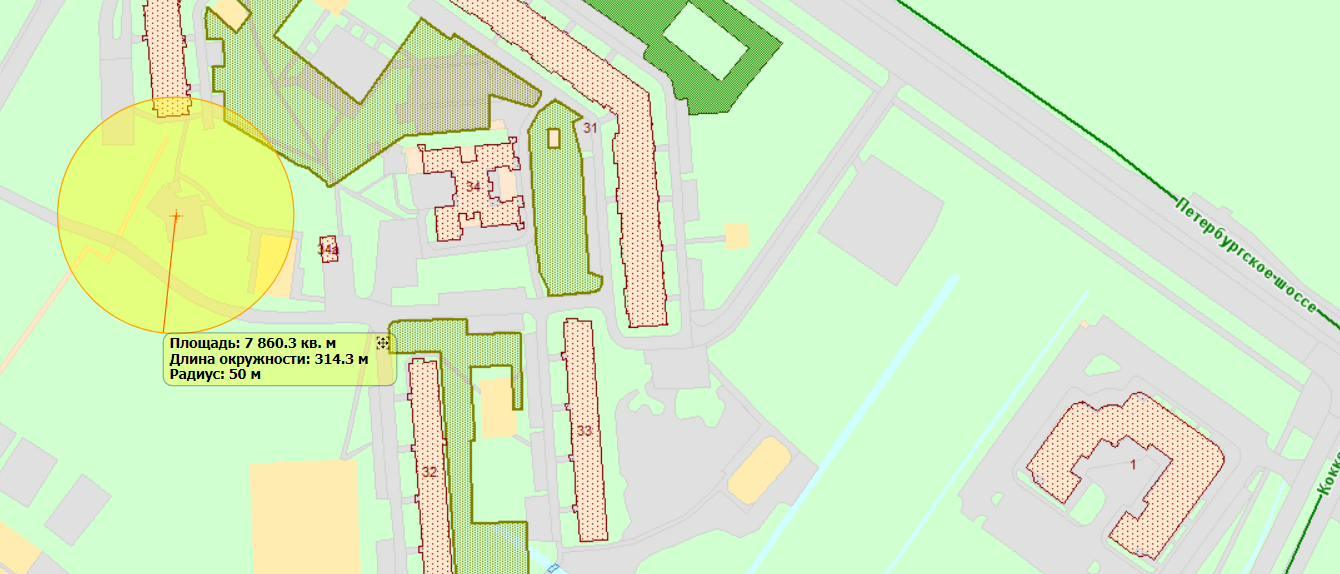 31
34
34а
Петербургское шоссе
Площадь: 7 860.3 кв. м
Длина окружности: 314.3 м
Радиус: 50 м
33
32
1
Кокк